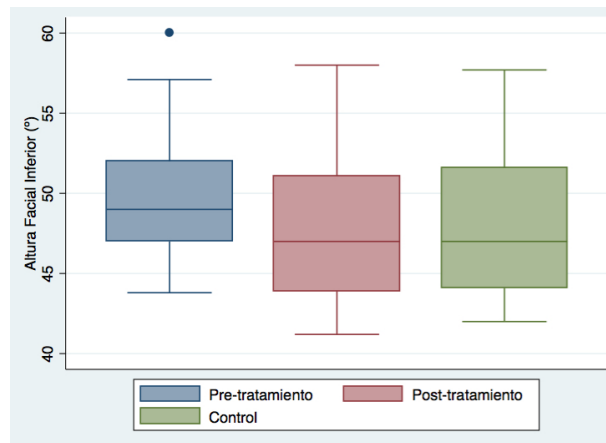 Altura Facial Inferior (º)
60
55
50
45
40
Pre-tratamiento
Post-tratamiento
Control